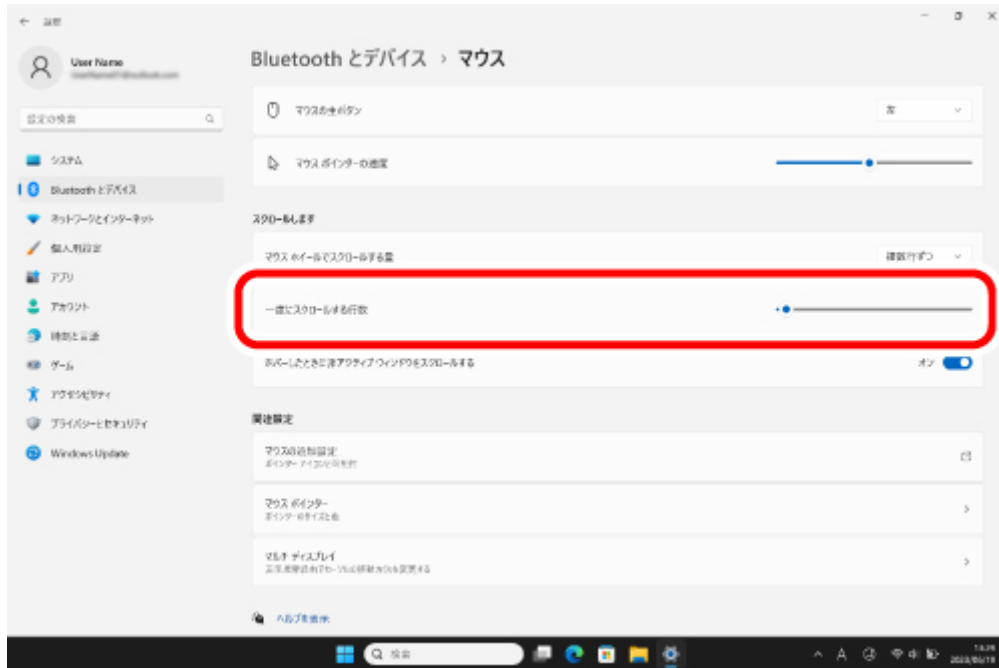 設定
User Name
設定の検索
システム
Bluetooth とデバイス
ネットワークとインターネット
個人用設定
アプリ
アカウント
時刻と言語
ゲーム
アクセシビリティ
プライバシーとセキュリティ
Windows Update
Bluetooth とデバイス › マウス
マウスの主ボタン
左
マウス ポインターの速度
スクロールします
マウス ホイールでスクロールする量
複数行ずつ
一度にスクロールする行数
ホバーしたときに非アクティブ ウィンドウをスクロールする
オン
関連設定
マウスの追加設定
ポインター アイコンと可視性
マウス ポインター
ポインターのサイズと色
マルチ ディスプレイ
ヘルプを表示
検索
A